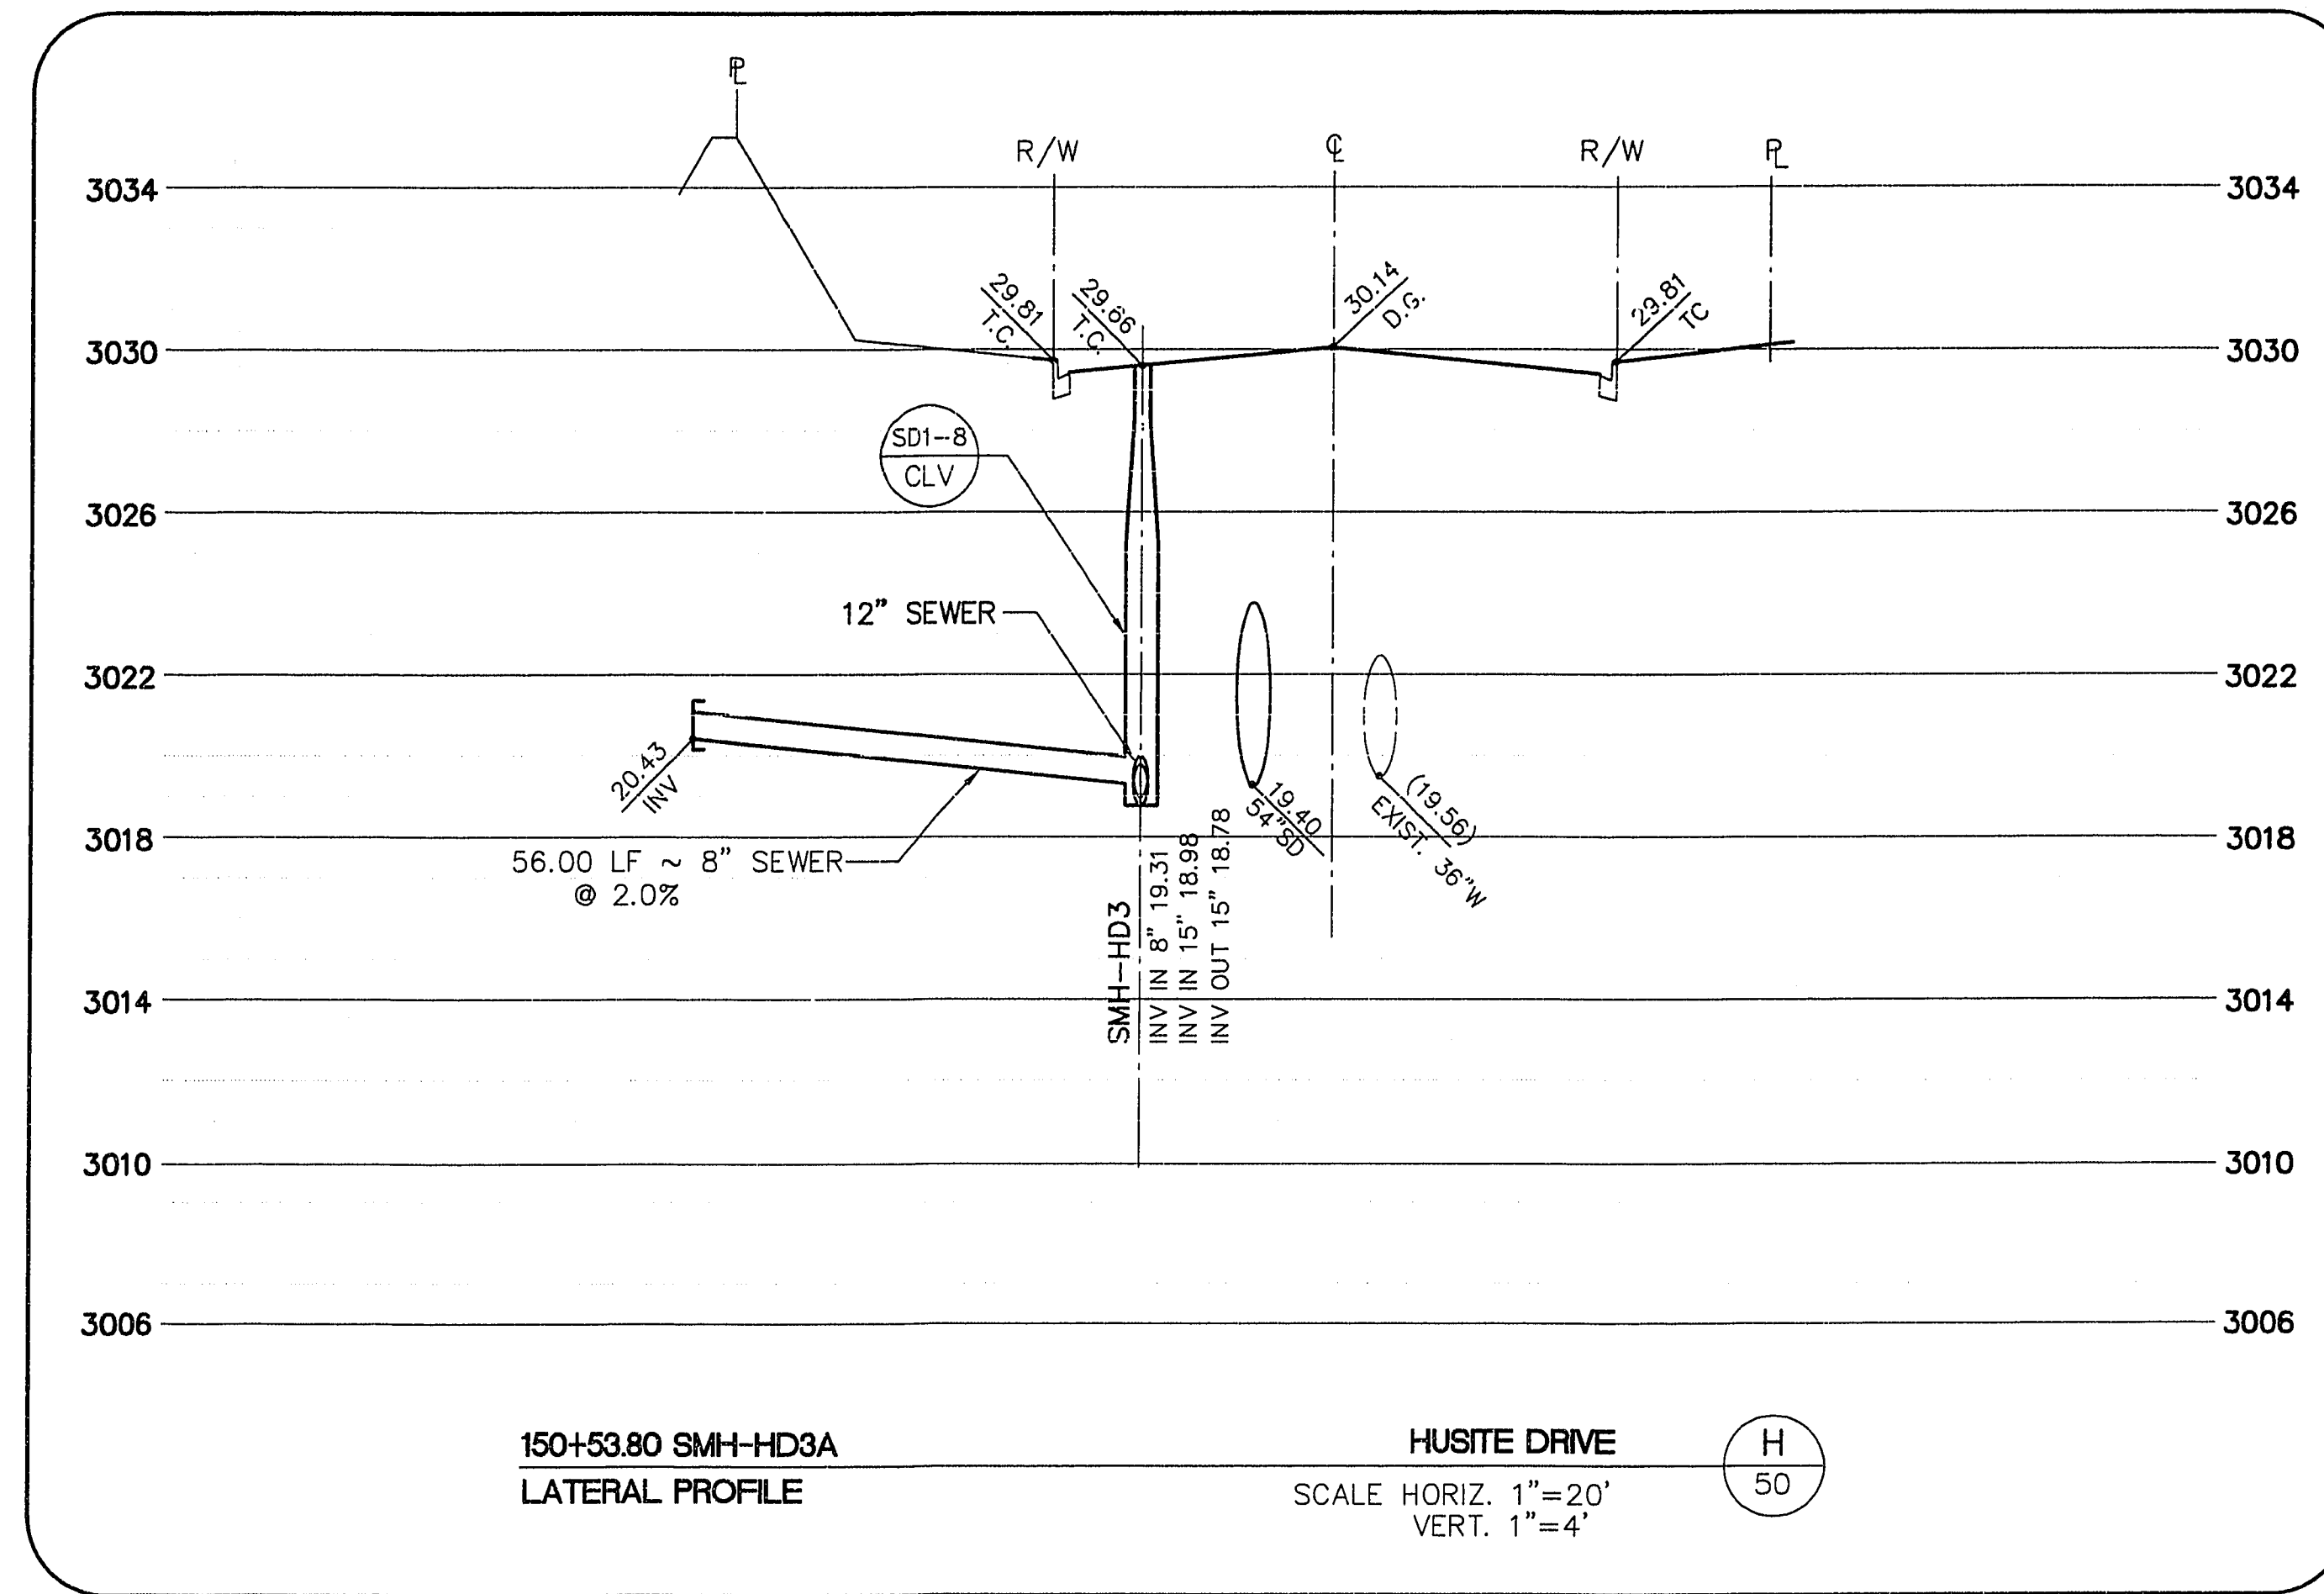 ℄
R/W
℄
R/W
℄
3034
3034
29.81
T.C.
29.66
T.C.
30.14
D.G.
29.81
TC
3030
3030
SD1--8
CLV
3026
3026
12" SEWER
3022
3022
20.43
INV
19.40
54"SD
(19.56)
EXIST. 36"W
3018
3018
56.00 LF ~ 8" SEWER
@ 2.0%
SMH-HD3
INV IN 8" 19.31
INV IN 15" 18.98
INV OUT 15" 18.78
3014
3014
3010
3010
3006
3006
150+53.80 SMH-HD3A
LATERAL PROFILE
HUSITE DRIVE
SCALE HORIZ. 1"=20'
VERT. 1"=4'
H
50